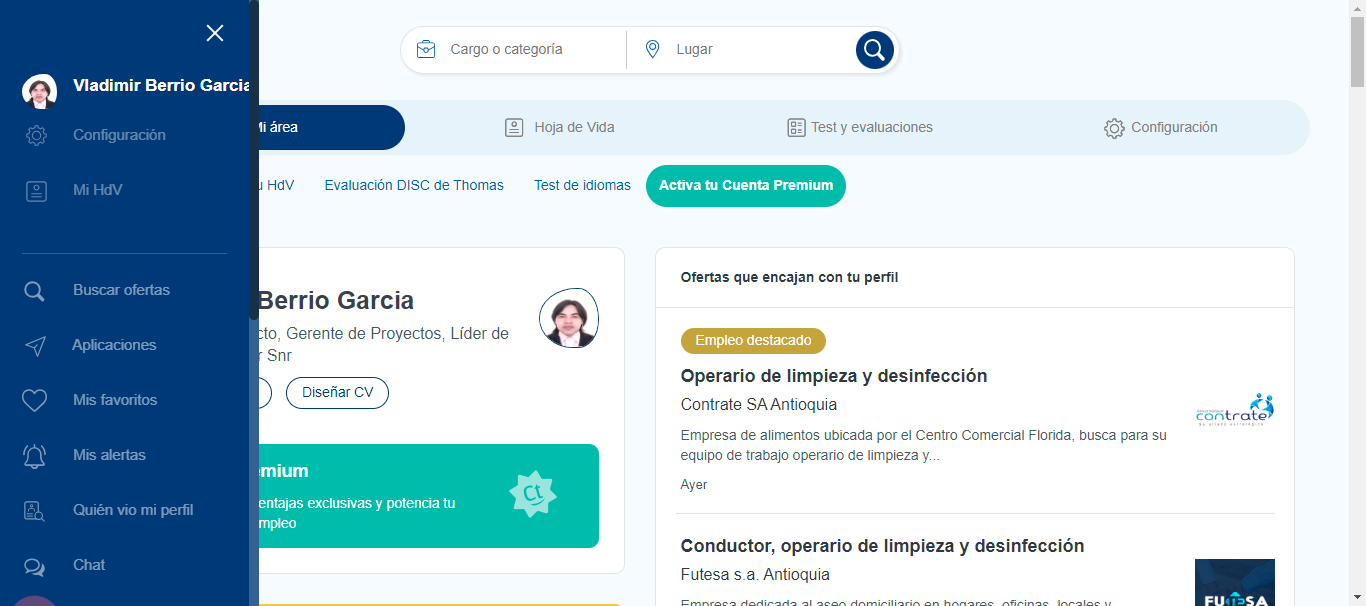 Vladimir Berrio Garcia
Configuración
Mi HdV
Buscar ofertas
Aplicaciones
Mis favoritos
Mis alertas
Quién vio mi perfil
Chat
Cargo o categoría
Lugar
Mi área
Hoja de Vida
Test y evaluaciones
Configuración
HdV
Evaluación DISC de Thomas
Test de idiomas
Activa tu Cuenta Premium
Berrio Garcia
cto, Gerente de Proyectos, Líder de
r Snr
Diseñar CV
emium
entajas exclusivas y potencia tu
mpleo
Ct
Ofertas que encajan con tu perfil
Empleo destacado
Operario de limpieza y desinfección
Contrate SA Antioquia
Empresa de alimentos ubicada por el Centro Comercial Florida, busca para su
equipo de trabajo operario de limpieza y...
Ayer
contrate
Conductor, operario de limpieza y desinfección
Futesa s.a. Antioquia
Empresa dedicada al aseo domiciliario en hogares, oficinas, locales y
FUTESA